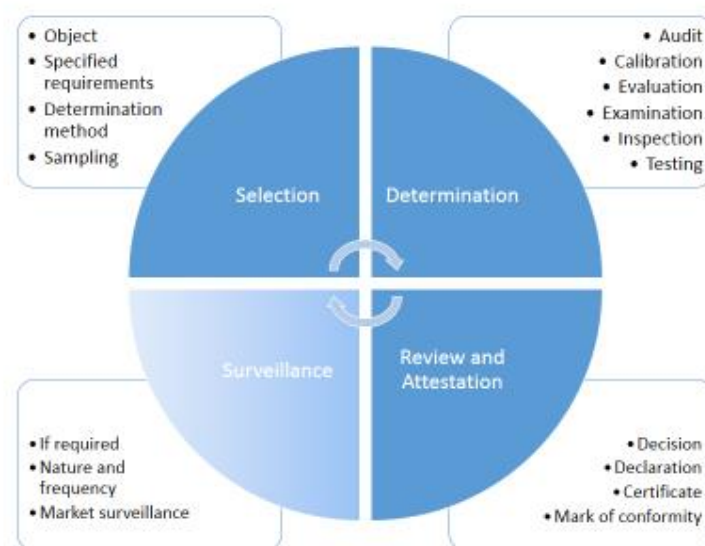 • Object
• Specified
requirements
• Determination
method
• Sampling
• Audit
• Calibration
• Evaluation
• Examination
• Inspection
• Testing
Selection
Determination
Surveillance
Review and
Attestation
• If required
• Nature and
frequency
• Market surveillance
• Decision
• Declaration
• Certificate
• Mark of conformity